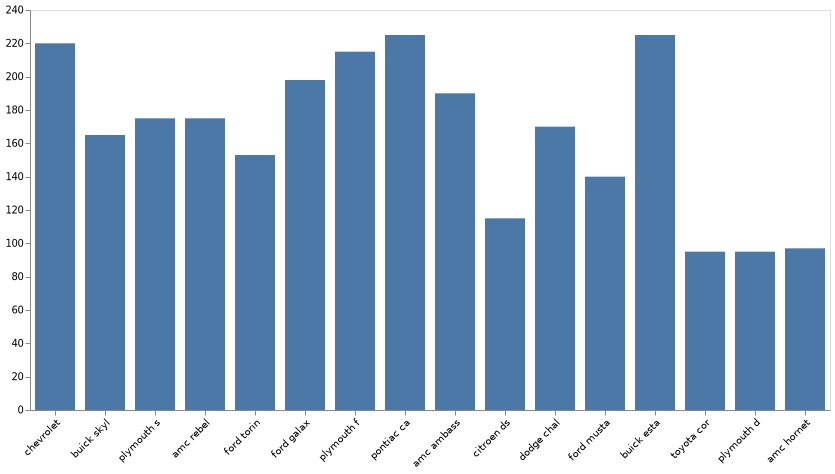 240
220
200
180
160
140
120
100
80
60
40
20
0
chevrolet
buick skyl
plymouth s
amc rebel
ford torin
ford galax
plymouth f
pontiac ca
amc ambass
citroen ds
dodge chal
ford musta
buick esta
toyota cor
plymouth d
amc hornet